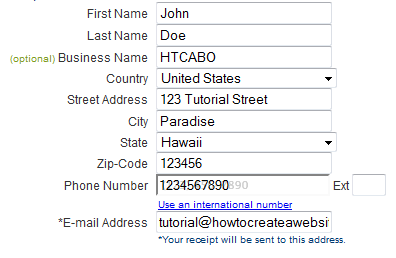 First Name John
Last Name Doe
(optional) Business Name HTCABO
Country United States
Street Address 123 Tutorial Street
City Paradise
State Hawaii
Zip-Code 123456
Phone Number 1234567890 890 Ext
Use an international number
*E-mail Address tutorial@howtocreateawebsi
*Your receipt will be sent to this address.